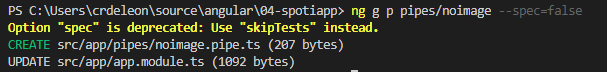 PS C:\Users\crdeleon\source\angular\04-spotiapp> ng g p pipes/noimage --spec=false
Option "spec" is deprecated: Use "skipTests" instead.
CREATE src/app/pipes/noimage.pipe.ts (207 bytes)
UPDATE src/app/app.module.ts (1092 bytes)